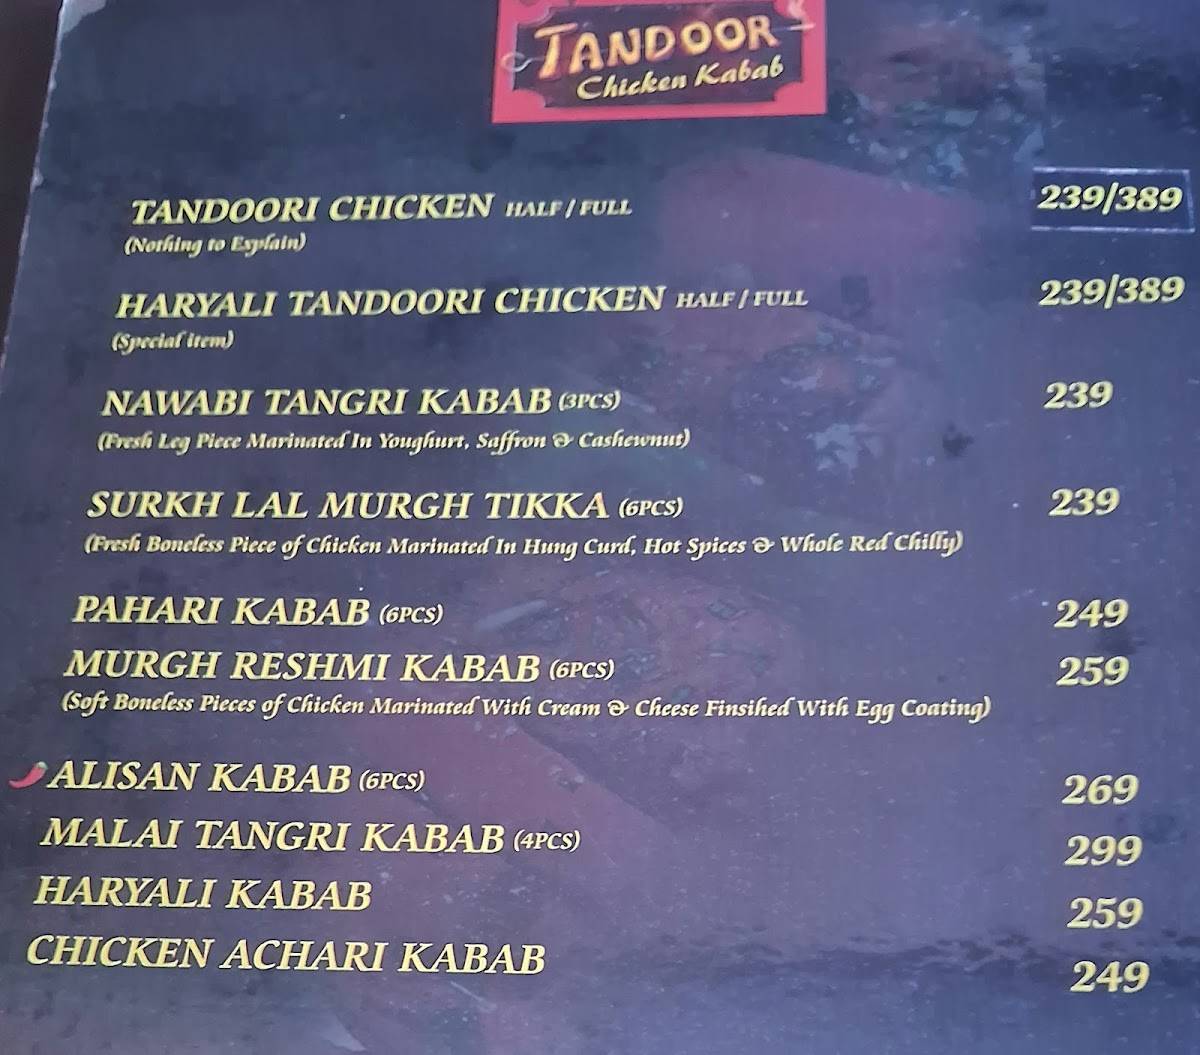 TANDOOR
Chicken Kabab
TANDOORI CHICKEN HALF / FULL 239/389
(Nothing to Explain)
HARYALI TANDOORI CHICKEN HALF / FULL 239/389
(Special item)
NAWABI TANGRI KABAB (3PCS) 239
(Fresh Leg Piece Marinated In Youghurt, Saffron & Cashewnut)
SURKH LAL MURGH TIKKA (6PCS) 239
(Fresh Boneless Piece of Chicken Marinated In Hung Curd, Hot Spices & Whole Red Chilly)
PAHARI KABAB (6PCS) 249
MURGH RESHMI KABAB (6PCS) 259
(Soft Boneless Pieces of Chicken Marinated With Cream & Cheese Finsihed With Egg Coating)
ALISAN KABAB (6PCS) 269
MALAI TANGRI KABAB (4PCS) 299
HARYALI KABAB 259
CHICKEN ACHARI KABAB 249